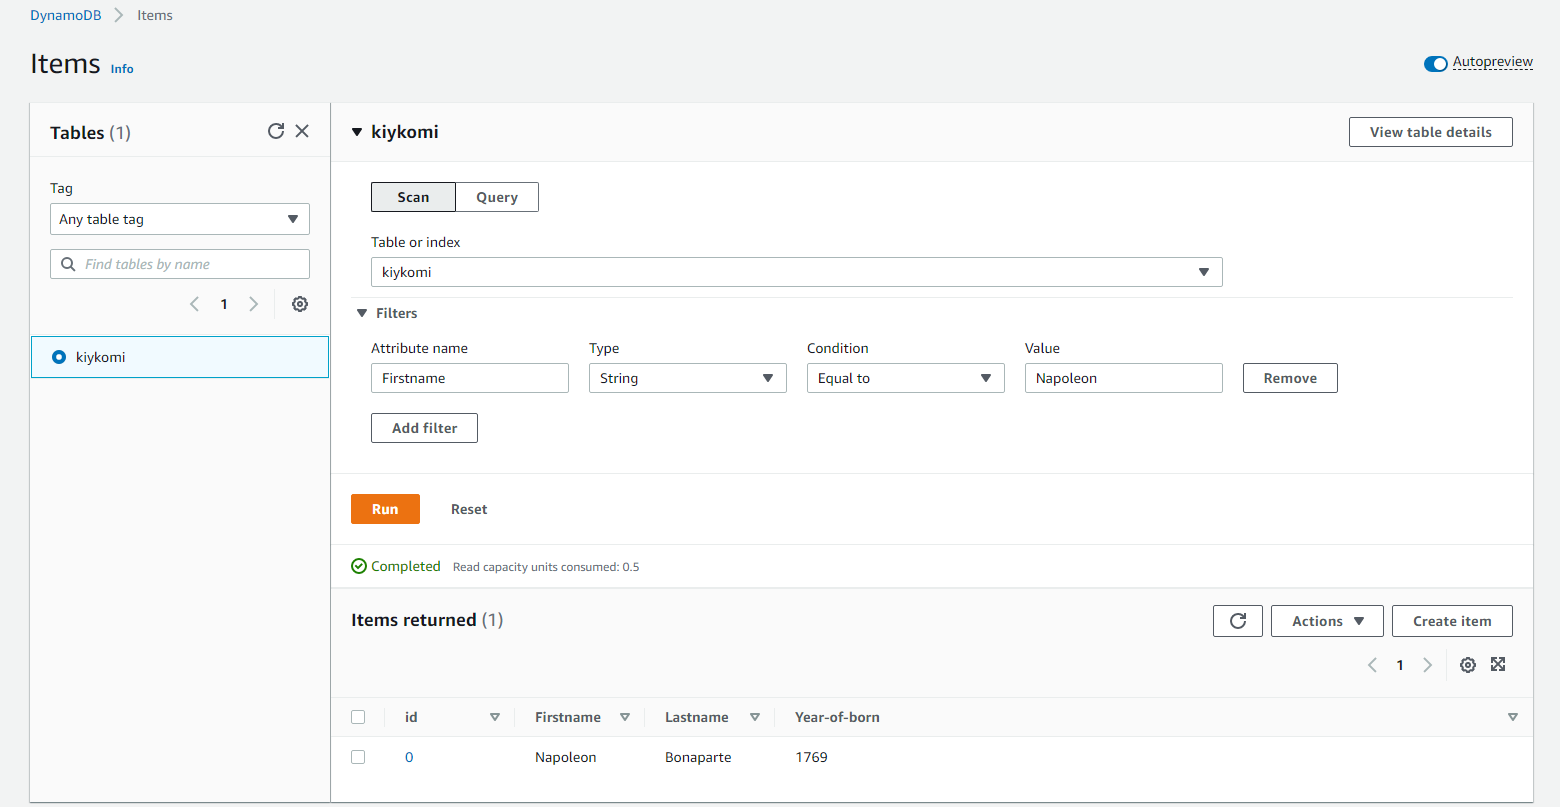 DynamoDB > Items
Items Info
Autopreview
Tables (1)
Tag
Any table tag
Find tables by name
1
kiykomi
kiykomi
View table details
Scan Query
Table or index
kiykomi
Filters
Attribute name Type Condition Value
Firstname String Equal to Napoleon Remove
Add filter
Run Reset
Completed Read capacity units consumed: 0.5
Items returned (1)
Actions Create item
1
id Firstname Lastname Year-of-born
0 Napoleon Bonaparte 1769